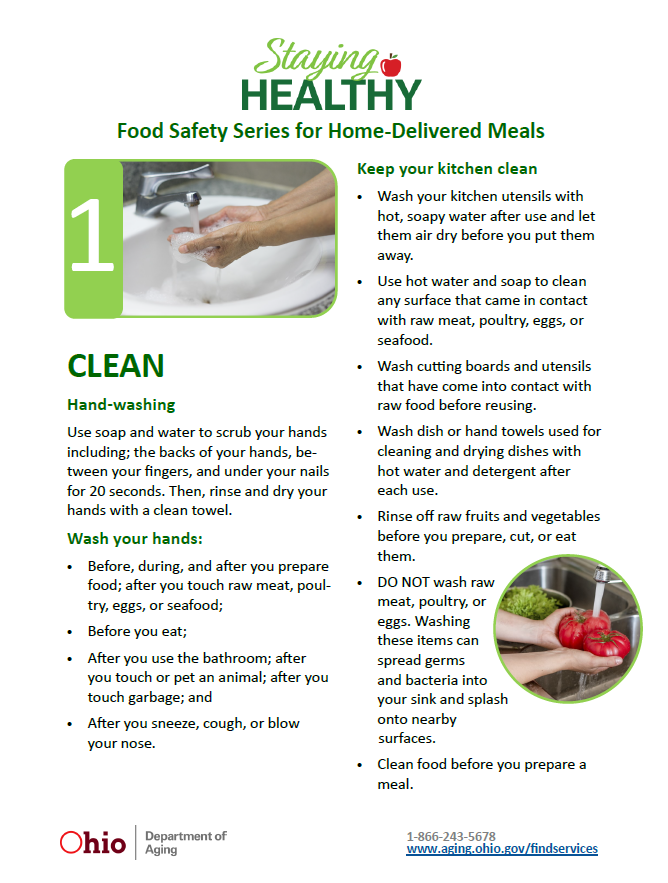 Staying
HEALTHY
Food Safety Series for Home-Delivered Meals
1
CLEAN
Hand-washing
Use soap and water to scrub your hands
including; the backs of your hands, be-
tween your fingers, and under your nails
for 20 seconds. Then, rinse and dry your
hands with a clean towel.
Wash your hands:
• Before, during, and after you prepare
food; after you touch raw meat, poul-
try, eggs, or seafood;
• Before you eat;
• After you use the bathroom; after
you touch or pet an animal; after you
touch garbage; and
• After you sneeze, cough, or blow
your nose.
Keep your kitchen clean
• Wash your kitchen utensils with
hot, soapy water after use and let
them air dry before you put them
away.
• Use hot water and soap to clean
any surface that came in contact
with raw meat, poultry, eggs, or
seafood.
• Wash cutting boards and utensils
that have come into contact with
raw food before reusing.
• Wash dish or hand towels used for
cleaning and drying dishes with
hot water and detergent after
each use.
• Rinse off raw fruits and vegetables
before you prepare, cut, or eat
them.
• DO NOT wash raw
meat, poultry, or
eggs. Washing
these items can
spread germs
and bacteria into
your sink and splash
onto nearby
surfaces.
• Clean food before you prepare a
meal.
Ohio
Department of
Aging
1-866-243-5678
www.aging.ohio.gov/findservices